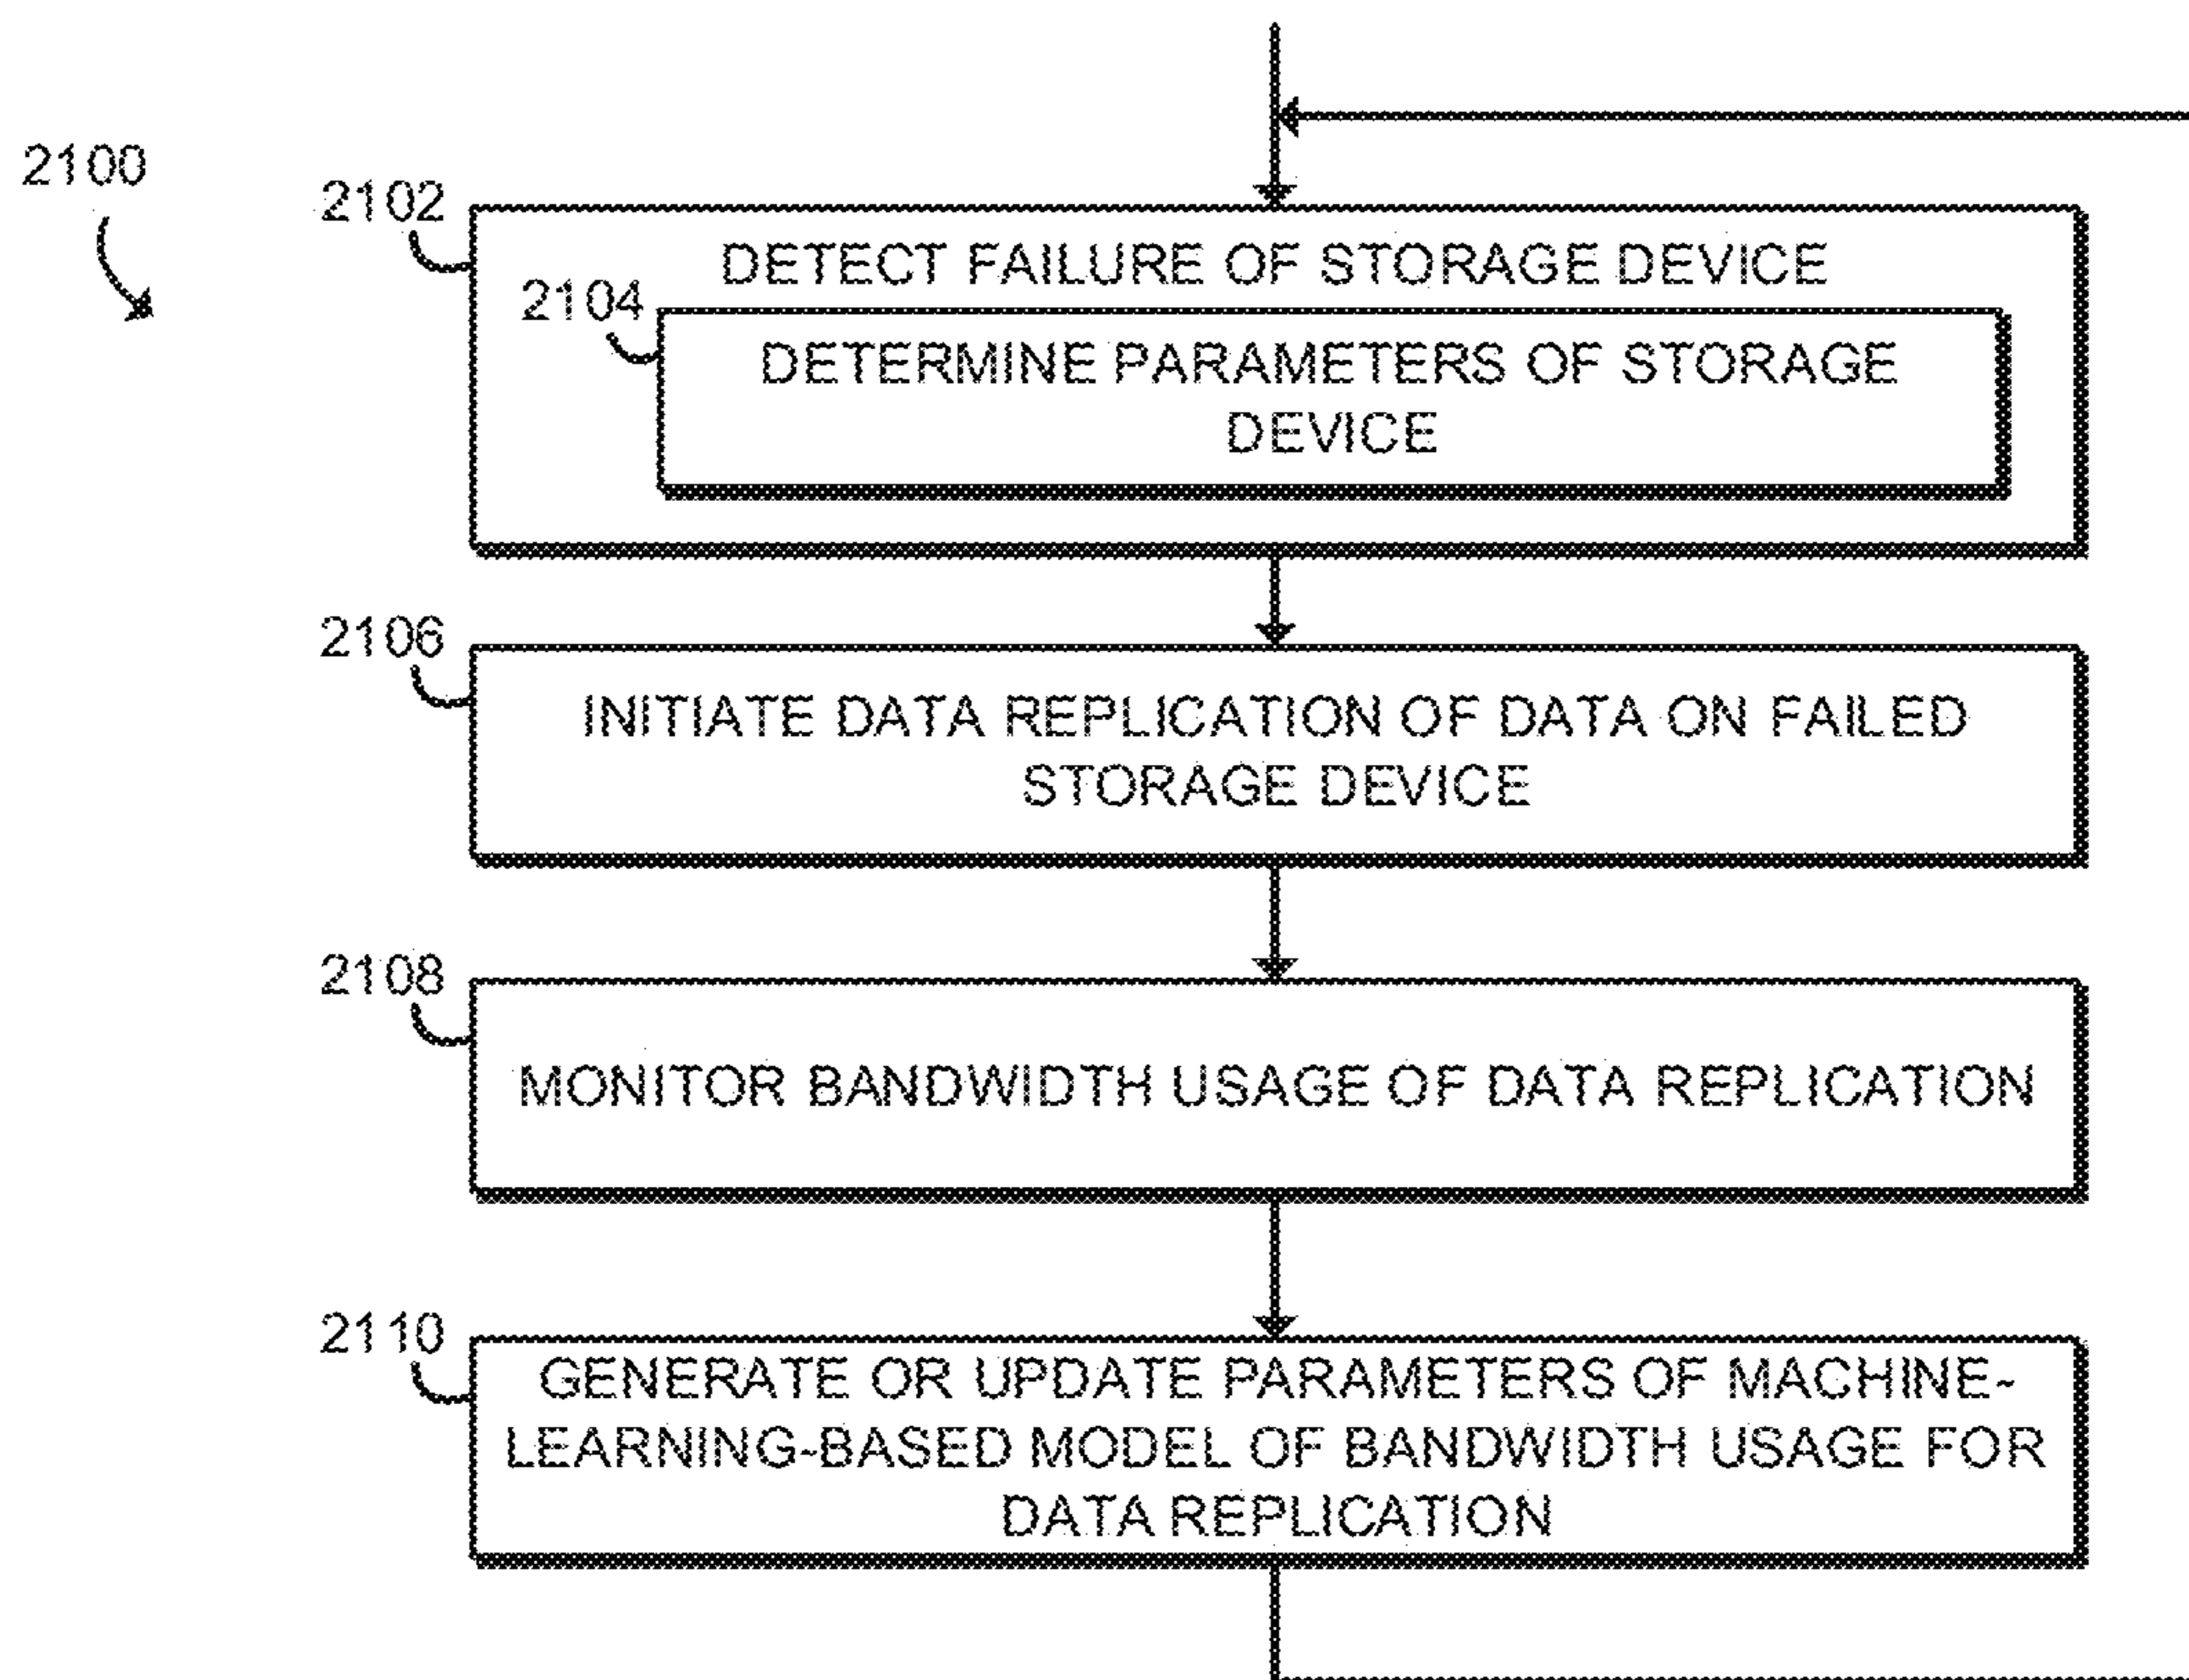 2100
2102
DETECT FAILURE OF STORAGE DEVICE
2104
DETERMINE PARAMETERS OF STORAGE
DEVICE
2106
INITIATE DATA REPLICATION OF DATA ON FAILED
STORAGE DEVICE
2108
MONITOR BANDWIDTH USAGE OF DATA REPLICATION
2110
GENERATE OR UPDATE PARAMETERS OF MACHINE-
LEARNING-BASED MODEL OF BANDWIDTH USAGE FOR
DATA REPLICATION